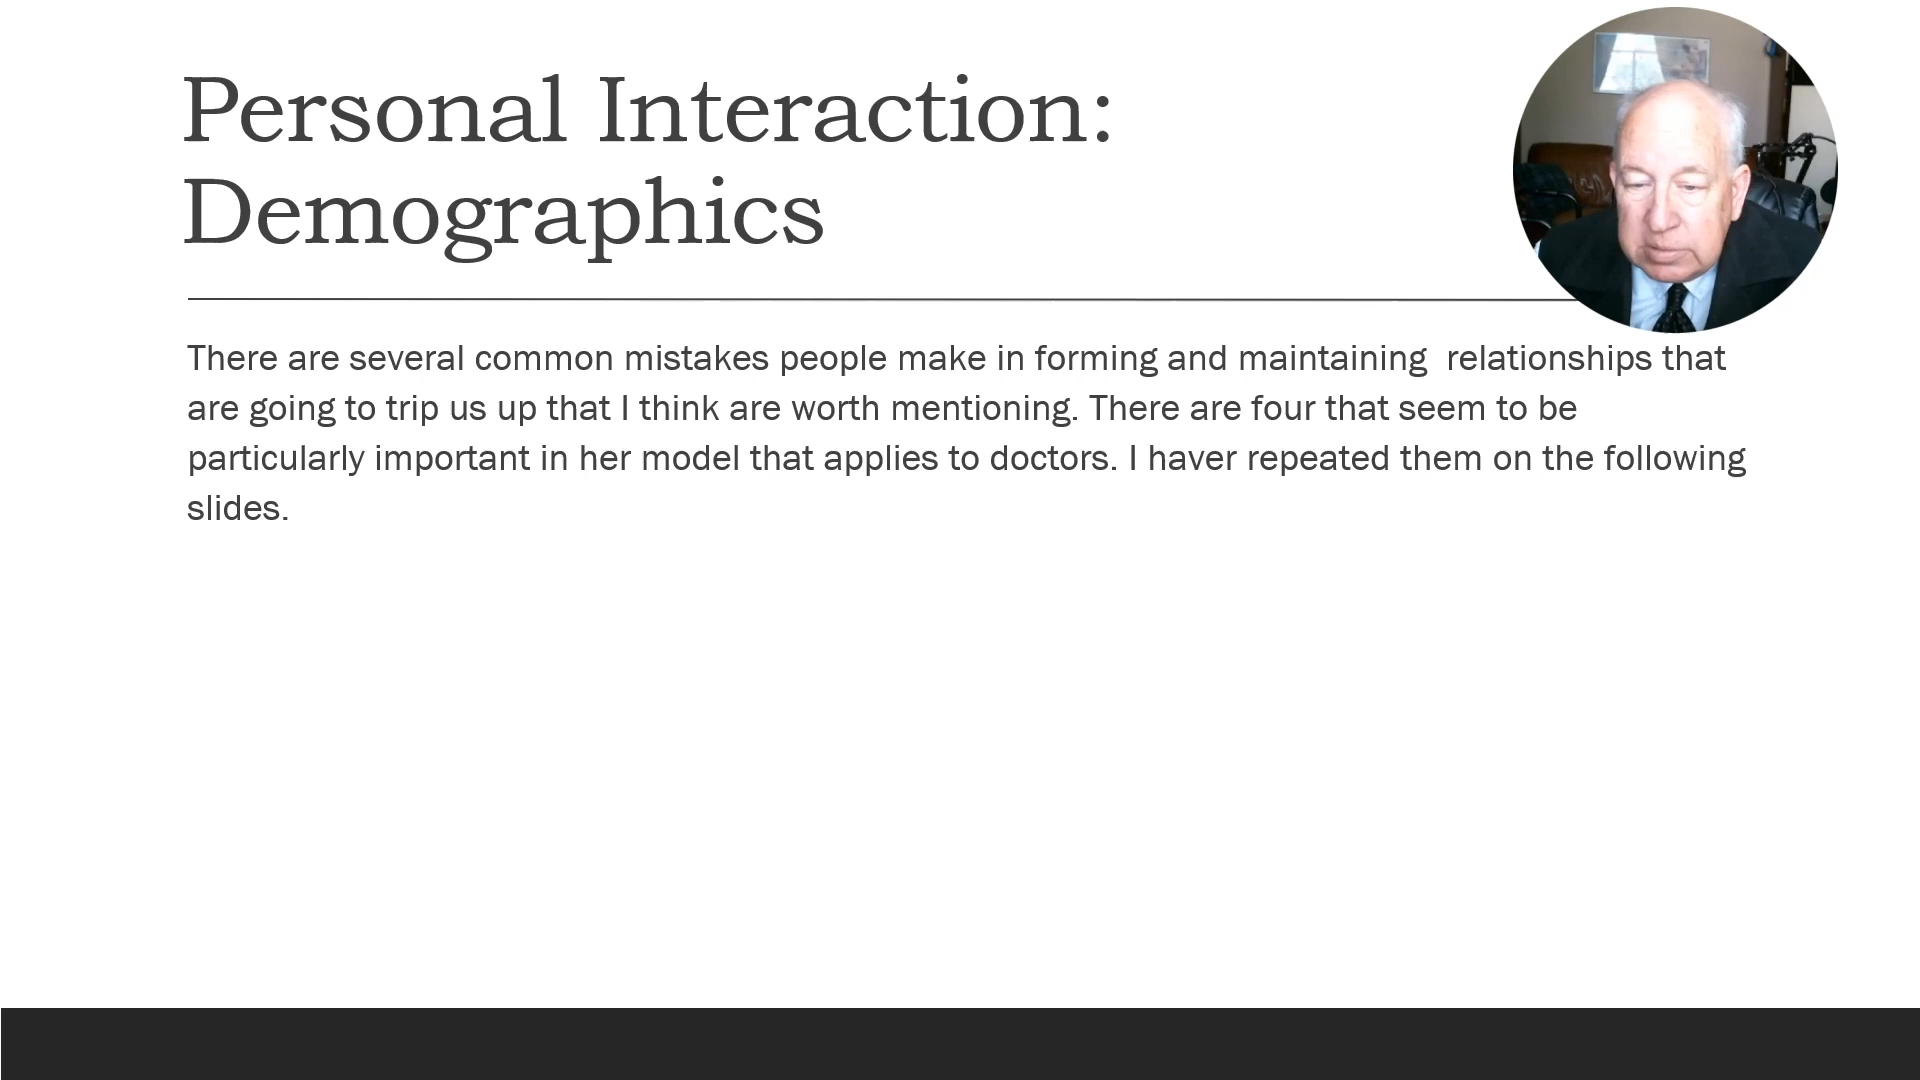 Personal Interaction:
Demographics
There are several common mistakes people make in forming and maintaining  relationships that
are going to trip us up that I think are worth mentioning. There are four that seem to be
particularly important in her model that applies to doctors. I haver repeated them on the following
slides.